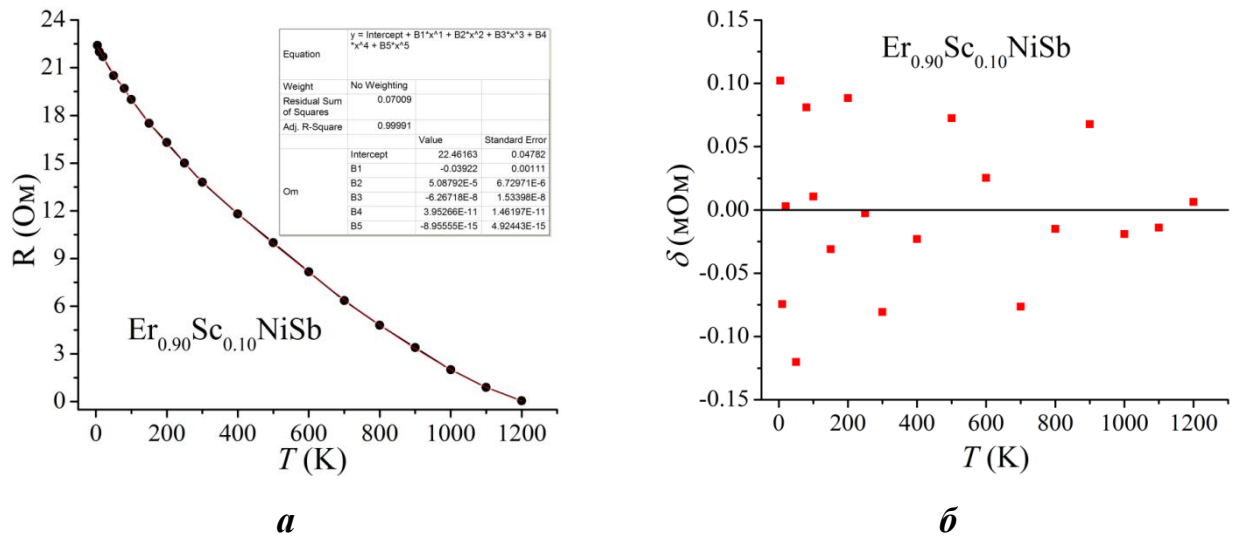 24
21
18
15
12
9
6
3
0
R (Ом)
Equation
y = Intercept + B1*x^1 + B2*x^2 + B3*x^3 + B4
*x^4 + B5*x^5
Weight No Weighting
Residual Sum
of Squares
0.07009
Adj. R-Square 0.99991
Value Standard Error
Om
Intercept 22.46163 0.04782
B1 -0.03922 0.00111
B2 5.08792E-5 6.72971E-6
B3 -6.26718E-8 1.53398E-8
B4 3.95266E-11 1.46197E-11
B5 -8.95555E-15 4.92443E-15
Er0.90Sc0.10NiSb
0 200 400 600 800 1000 1200
T (K)
а
0.15
0.10
0.05
0.00
-0.05
-0.10
-0.15
δ (мОм)
Er0.90Sc0.10NiSb
0 200 400 600 800 1000 1200
T (K)
б